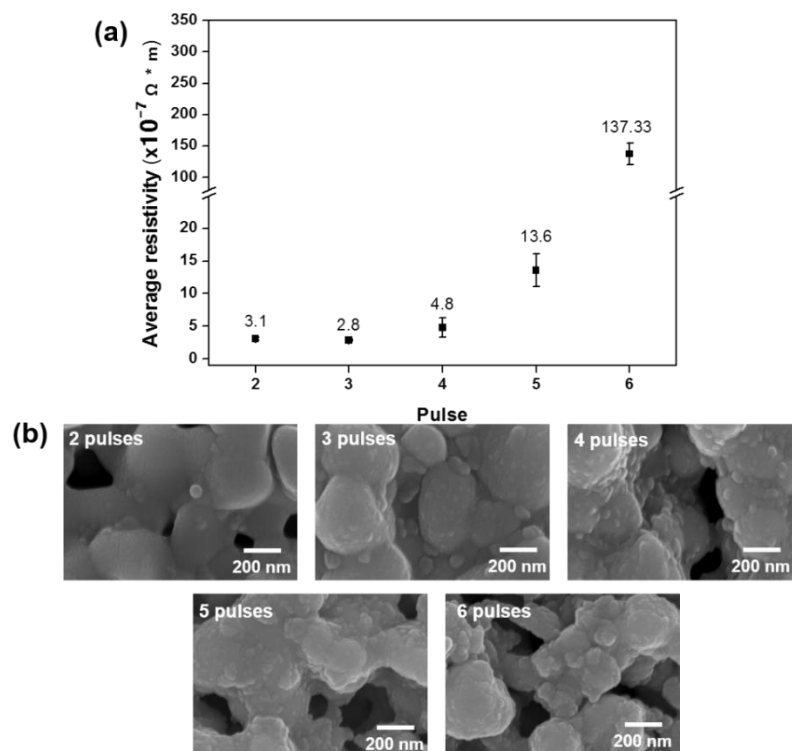 (a)
Average resistivity (x10⁻⁷ Ω * m)
350
300
250
200
150
100
20
15
10
5
0
3.1
2.8
4.8
13.6
137.33
2 3 4 5 6
Pulse
(b)
2 pulses
200 nm
3 pulses
200 nm
4 pulses
200 nm
5 pulses
200 nm
6 pulses
200 nm